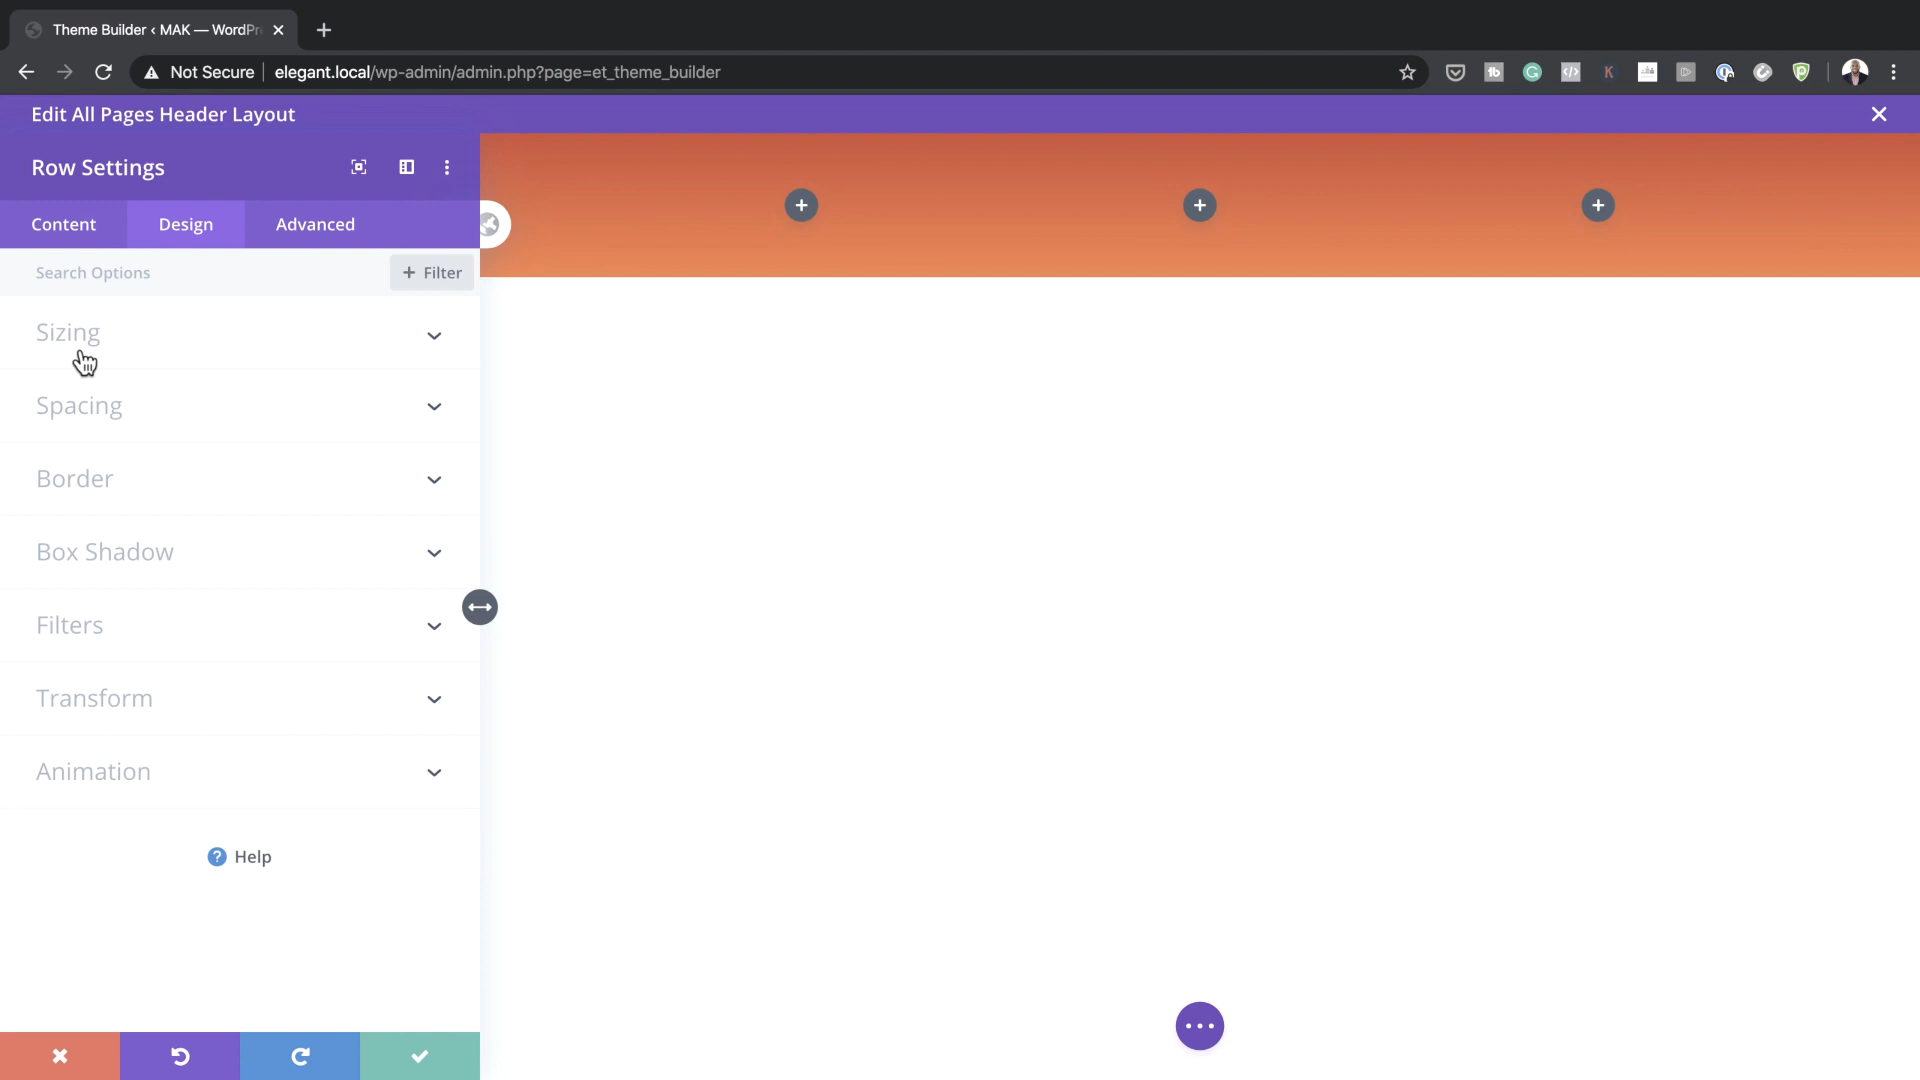 Theme Builder ‹ MAK — WordPr
Not Secure elegant.local/wp-admin/admin.php?page=et_theme_builder
Edit All Pages Header Layout
Row Settings
Content Design Advanced
Search Options + Filter
Sizing
Spacing
Border
Box Shadow
Filters
Transform
Animation
? Help